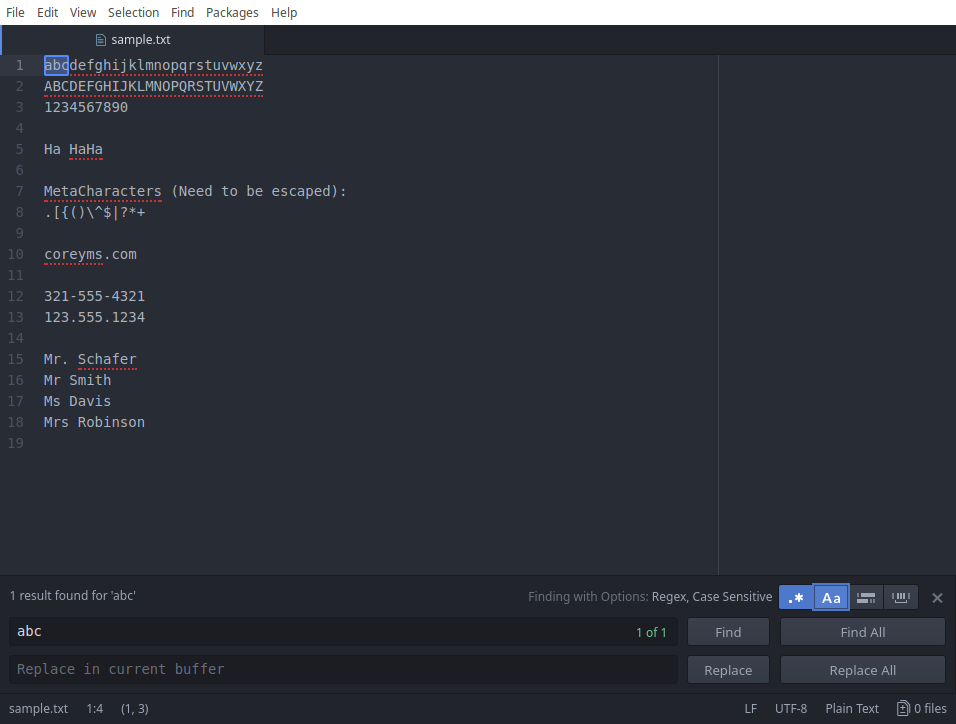 File Edit View Selection Find Packages Help
sample.txt
1 abcdefghijklmnopqrstuvwxyz
2 ABCDEFGHIJKLMNOPQRSTUVWXYZ
3 1234567890
4
5 Ha HaHa
6
7 MetaCharacters (Need to be escaped):
8 .[{()\^$|?*+
9
10 coreyms.com
11
12 321-555-4321
13 123.555.1234
14
15 Mr. Schafer
16 Mr Smith
17 Ms Davis
18 Mrs Robinson
19
1 result found for 'abc' Finding with Options: Regex, Case Sensitive .* Aa
abc 1 of 1 Find Find All
Replace in current buffer Replace Replace All
sample.txt 1:4 (1, 3) LF UTF-8 Plain Text 0 files